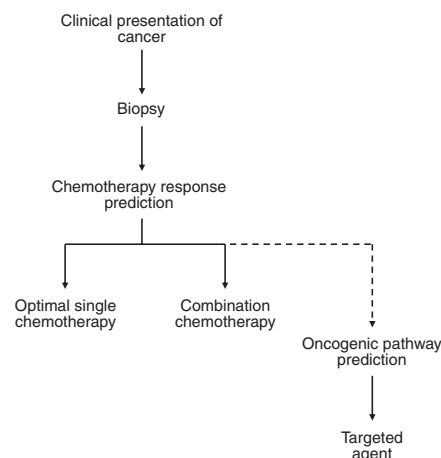 Clinical presentation of
cancer
Biopsy
Chemotherapy response
prediction
Optimal single
chemotherapy
Combination
chemotherapy
Oncogenic pathway
prediction
Targeted
agent